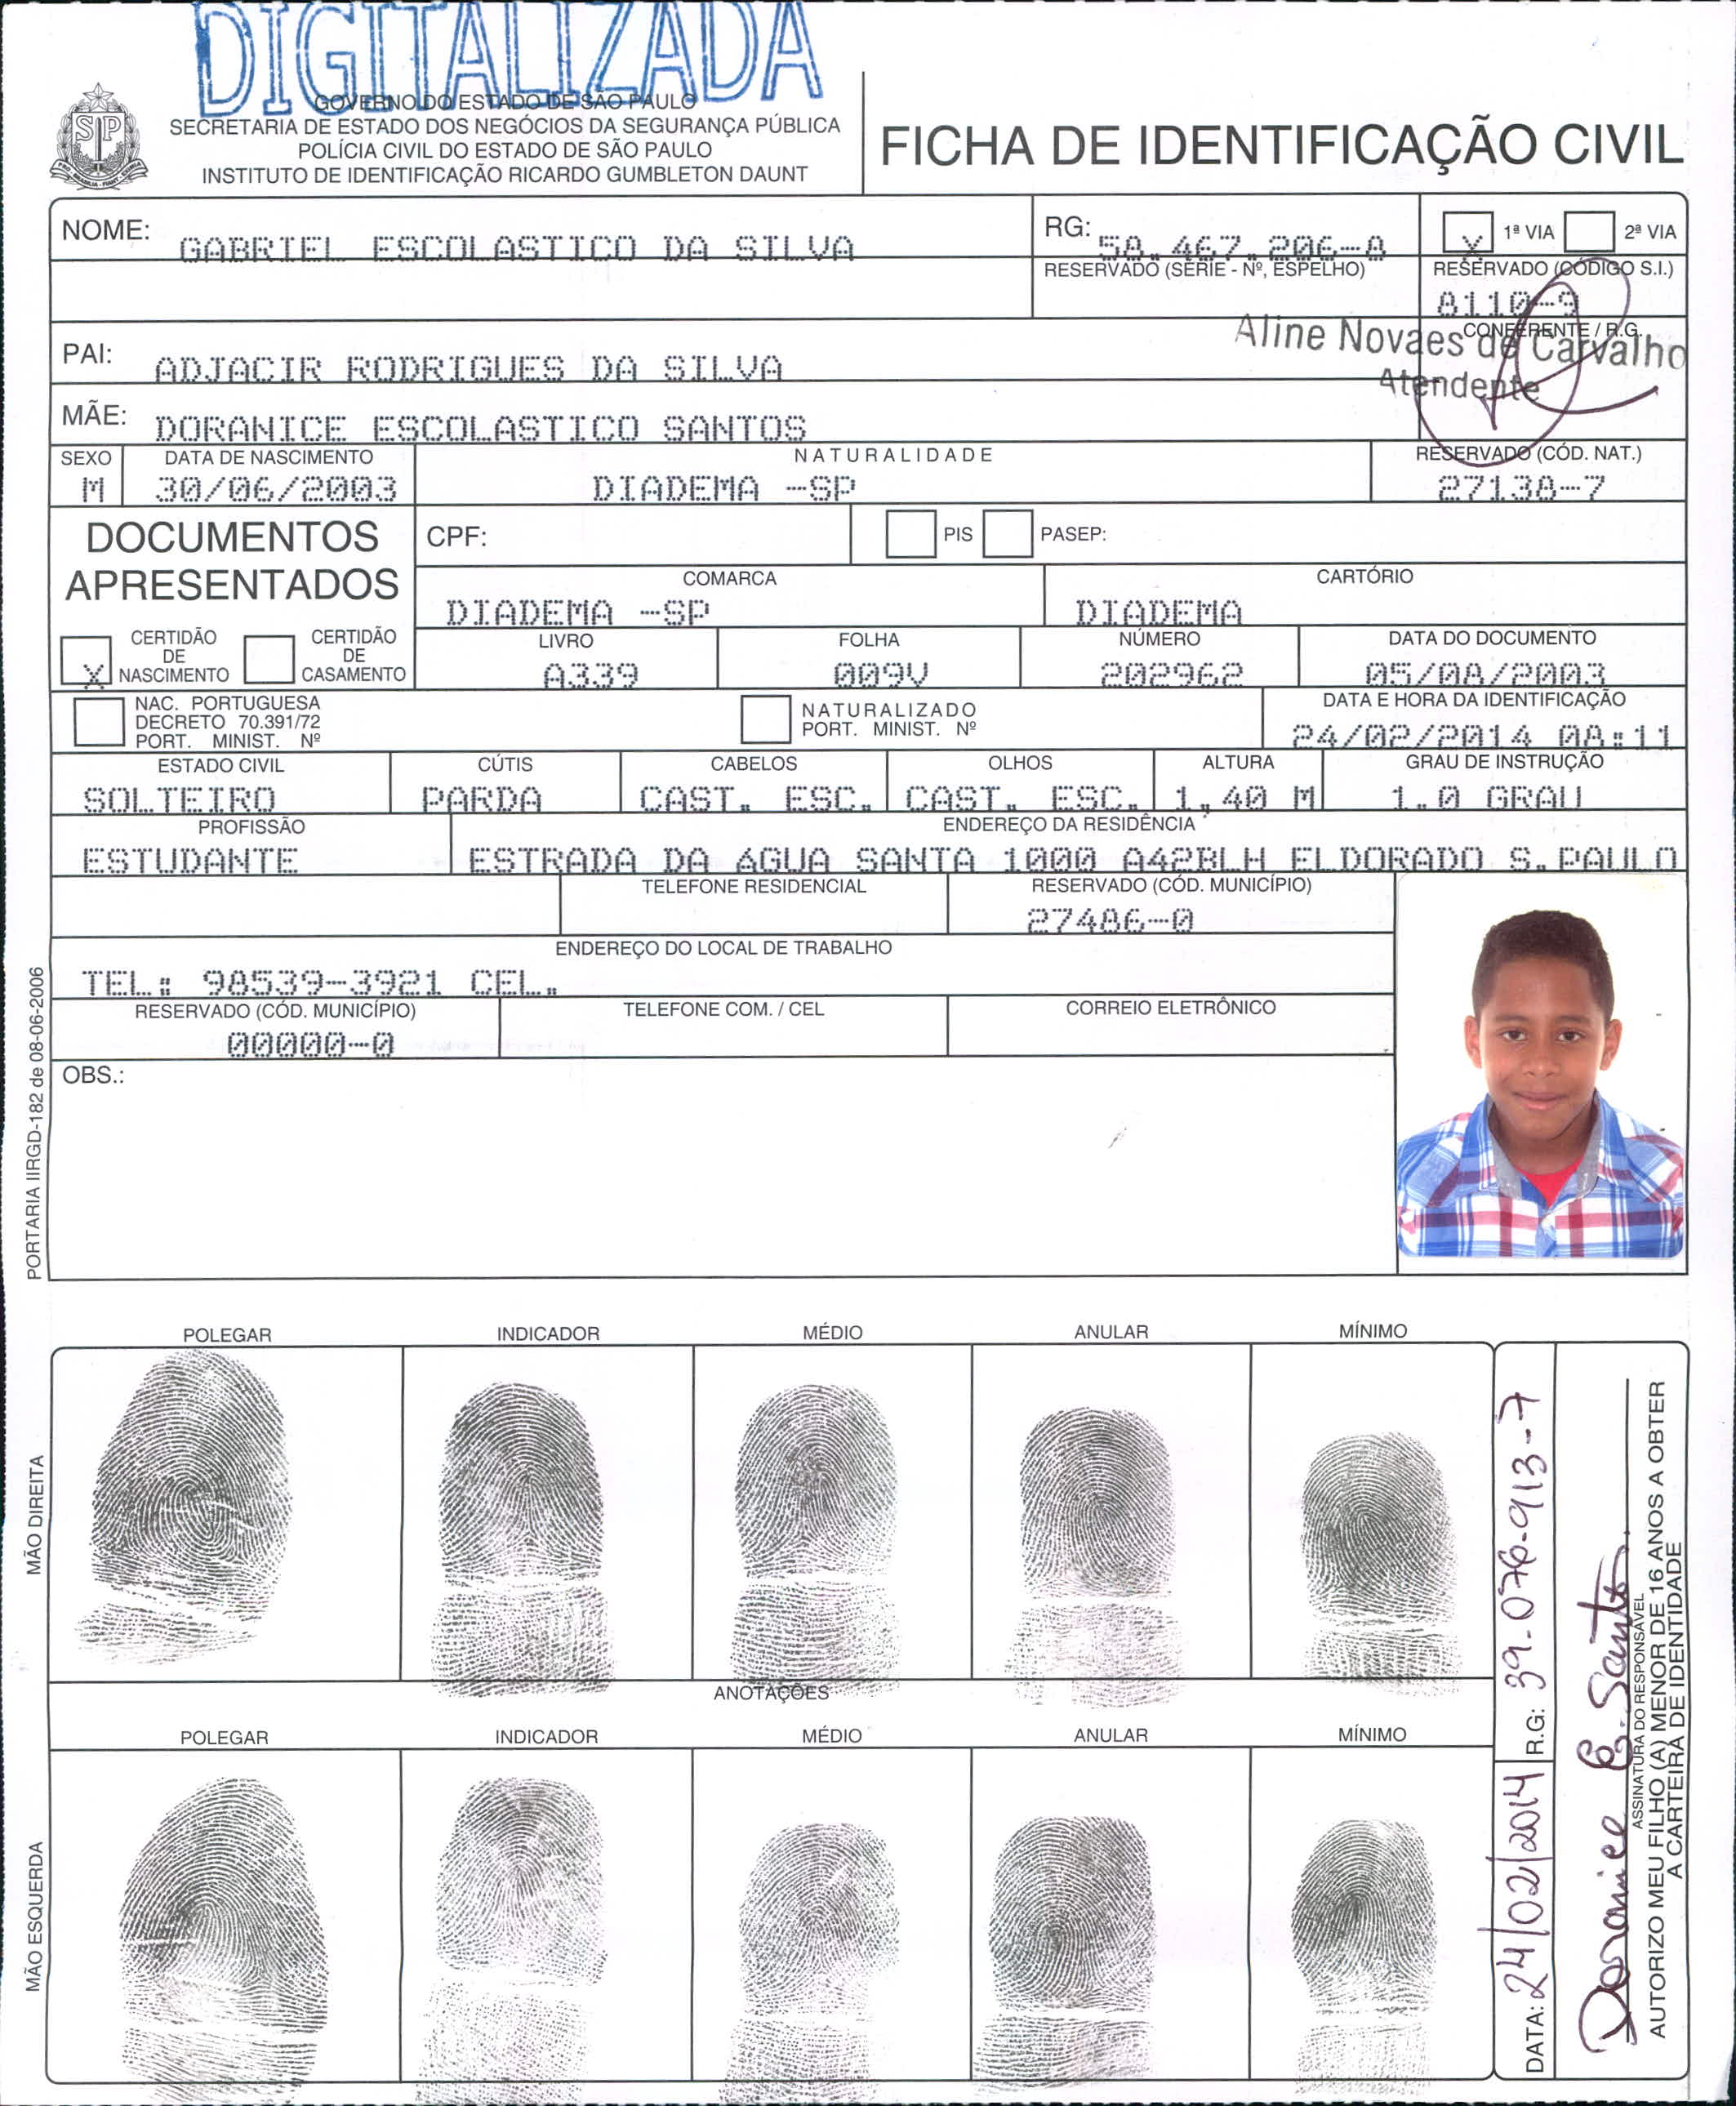 DIGITALIZADA
GOVERNO DO ESTADO DE SÃO PAULO
SECRETARIA DE ESTADO DOS NEGÓCIOS DA SEGURANÇA PÚBLICA
POLÍCIA CIVIL DO ESTADO DE SÃO PAULO
INSTITUTO DE IDENTIFICAÇÃO RICARDO GUMBLETON DAUNT
FICHA DE IDENTIFICAÇÃO CIVIL
NOME: GABRIEL ESCOLASTICO DA SILVA
RG: 58.467.206-8
X 1ª VIA 2ª VIA
RESERVADO (SÉRIE - Nº, ESPELHO)
RESERVADO (CÓDIGO S.I.)
8110-9
CONFERENTE / R.G.
Aline Novaes de Carvalho
Atendente
PAI: ADJACIR RODRIGUES DA SILVA
MÃE: DORANICE ESCOLASTICO SANTOS
SEXO DATA DE NASCIMENTO NATURALIDADE RESERVADO (CÓD. NAT.)
M 30/06/2003 DIADEMA -SP 27138-7
DOCUMENTOS
APRESENTADOS
CPF: PIS PASEP:
COMARCA CARTÓRIO
DIADEMA -SP DIADEMA
X CERTIDÃO DE NASCIMENTO CERTIDÃO DE CASAMENTO
LIVRO FOLHA NÚMERO DATA DO DOCUMENTO
A339 009V 202962 05/08/2003
NAC. PORTUGUESA
DECRETO 70.391/72
PORT. MINIST. Nº
NATURALIZADO
PORT. MINIST. Nº
DATA E HORA DA IDENTIFICAÇÃO
24/02/2014 08:11
ESTADO CIVIL CÚTIS CABELOS OLHOS ALTURA GRAU DE INSTRUÇÃO
SOLTEIRO PARDA CAST. ESC. CAST. ESC. 1,40 M 1.0 GRAU
PROFISSÃO ENDEREÇO DA RESIDÊNCIA
ESTUDANTE ESTRADA DA AGUA SANTA 1000 A42BLH ELDORADO S.PAULO
TELEFONE RESIDENCIAL RESERVADO (CÓD. MUNICÍPIO)
27486-0
ENDEREÇO DO LOCAL DE TRABALHO
TEL: 98539-3921 CEL.
RESERVADO (CÓD. MUNICÍPIO) TELEFONE COM. / CEL CORREIO ELETRÔNICO
00000-0
OBS.:
PORTARIA IIRGD-182 de 08-06-2006
POLEGAR INDICADOR MÉDIO ANULAR MÍNIMO
MÃO DIREITA
ANOTAÇÕES
POLEGAR INDICADOR MÉDIO ANULAR MÍNIMO
MÃO ESQUERDA
DATA: 24/02/2014 R.G: 39.076-913-7
Doranice E. Santos
ASSINATURA DO RESPONSÁVEL
AUTORIZO MEU FILHO (A) MENOR DE 16 ANOS A OBTER
A CARTEIRA DE IDENTIDADE